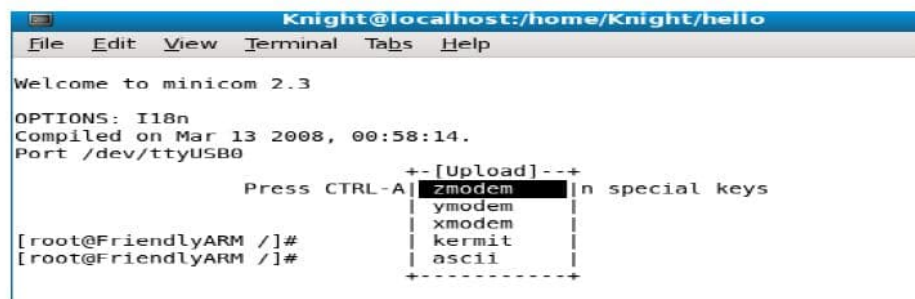 Knight@localhost:/home/Knight/hello
File Edit View Terminal Tabs Help
Welcome to minicom 2.3
OPTIONS: I18n
Compiled on Mar 13 2008, 00:58:14.
Port /dev/ttyUSB0
+-[Upload]--+
Press CTRL-A| zmodem |n special keys
| ymodem |
| xmodem |
[root@FriendlyARM /]# | kermit |
[root@FriendlyARM /]# | ascii |
+-----------+